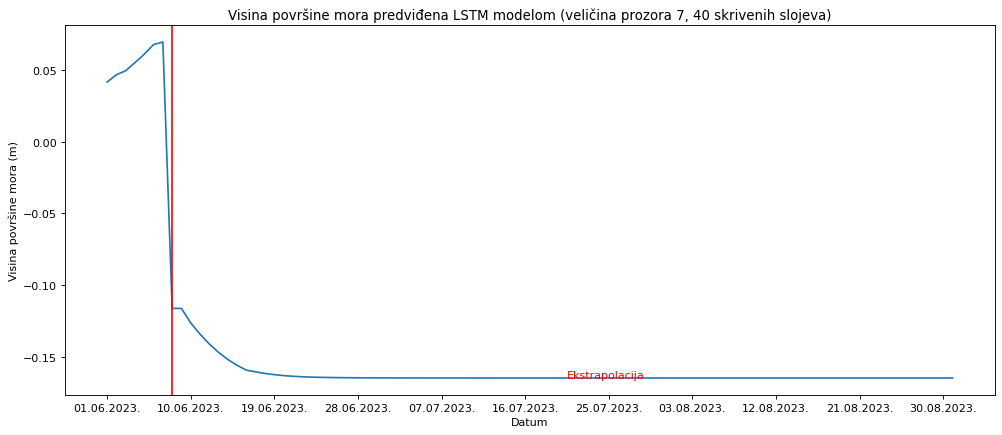 Visina površine mora predviđena LSTM modelom (veličina prozora 7, 40 skrivenih slojeva)
Visina površine mora (m)
0.05
0.00
−0.05
−0.10
−0.15
Ekstrapolacija
01.06.2023. 10.06.2023. 19.06.2023. 28.06.2023. 07.07.2023. 16.07.2023. 25.07.2023. 03.08.2023. 12.08.2023. 21.08.2023. 30.08.2023.
Datum